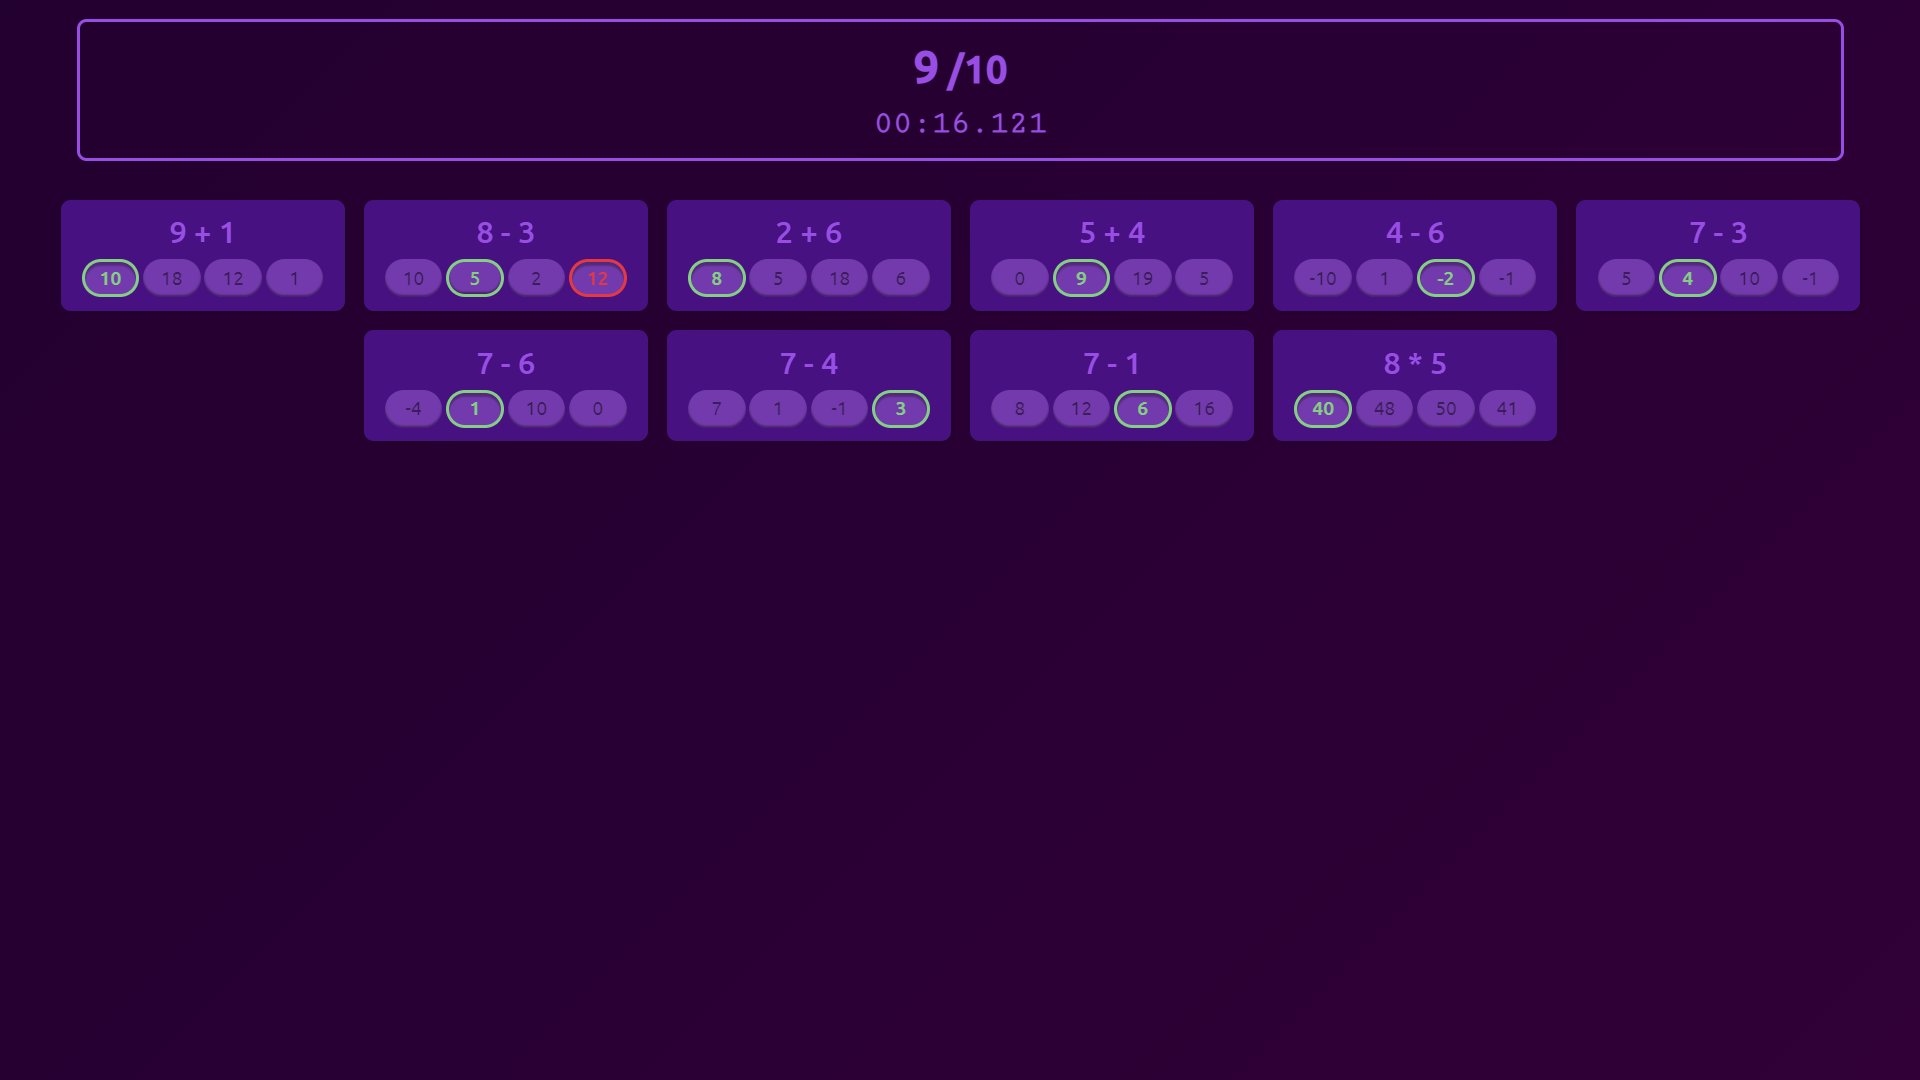 9 /10
00:16.121
9 + 1
10 18 12 1
8 - 3
10 5 2 12
2 + 6
8 5 18 6
5 + 4
0 9 19 5
4 - 6
-10 1 -2 -1
7 - 3
5 4 10 -1
7 - 6
-4 1 10 0
7 - 4
7 1 -1 3
7 - 1
8 12 6 16
8 * 5
40 48 50 41